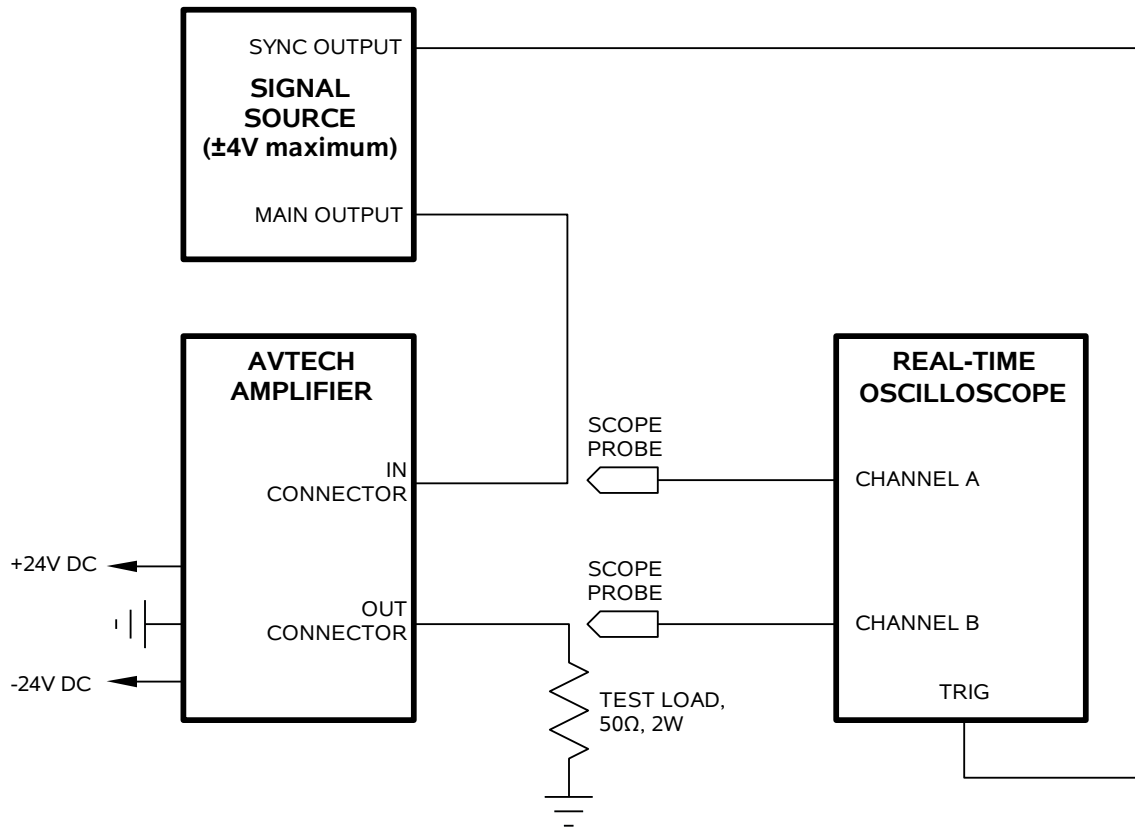 SYNC OUTPUT
SIGNAL
SOURCE
(±4V maximum)
MAIN OUTPUT
AVTECH
AMPLIFIER
IN
CONNECTOR
+24V DC
OUT
CONNECTOR
-24V DC
SCOPE
PROBE
SCOPE
PROBE
TEST LOAD,
50Ω, 2W
REAL-TIME
OSCILLOSCOPE
CHANNEL A
CHANNEL B
TRIG